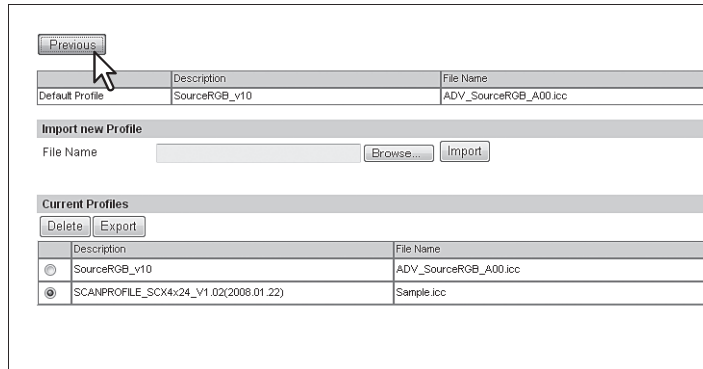 Previous
Description File Name
Default Profile SourceRGB_v10 ADV_SourceRGB_A00.icc
Import new Profile
File Name Browse... Import
Current Profiles
Delete Export
Description File Name
SourceRGB_v10 ADV_SourceRGB_A00.icc
SCANPROFILE_SCX4x24_V1.02(2008.01.22) Sample.icc